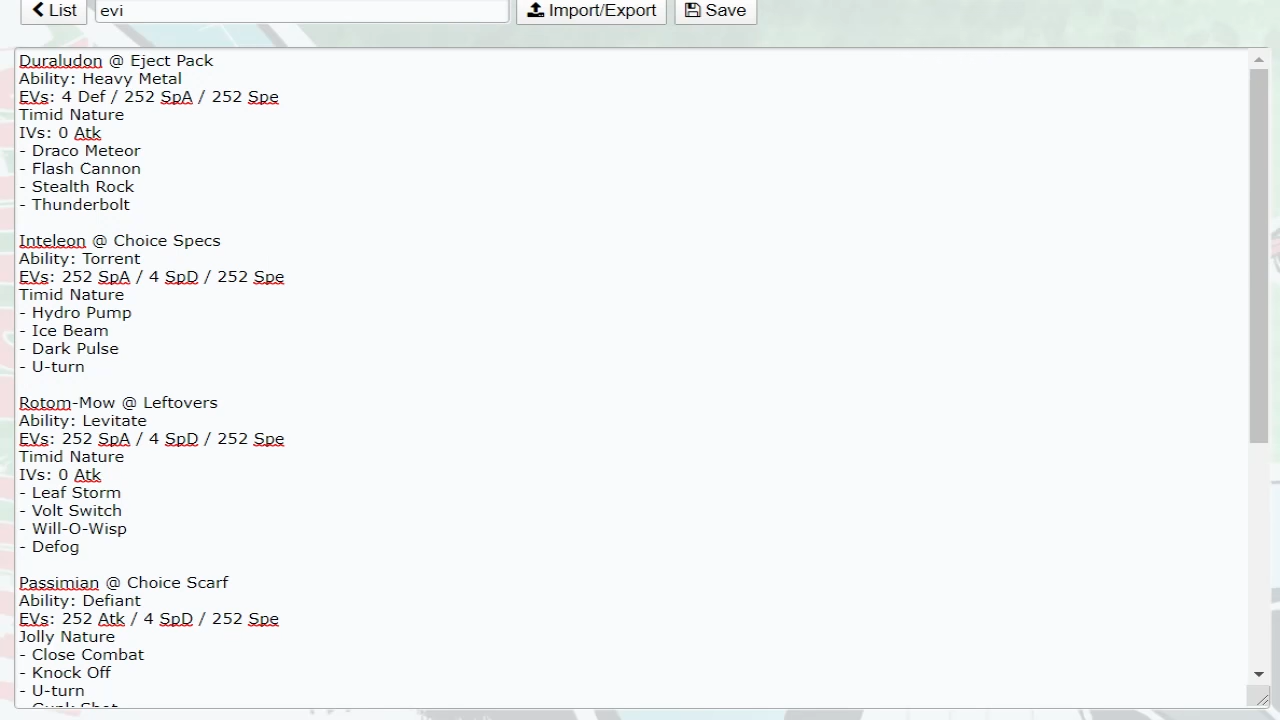 List
evi
Import/Export
Save
Duraludon @ Eject Pack
Ability: Heavy Metal
EVs: 4 Def / 252 SpA / 252 Spe
Timid Nature
IVs: 0 Atk
- Draco Meteor
- Flash Cannon
- Stealth Rock
- Thunderbolt
Inteleon @ Choice Specs
Ability: Torrent
EVs: 252 SpA / 4 SpD / 252 Spe
Timid Nature
- Hydro Pump
- Ice Beam
- Dark Pulse
- U-turn
Rotom-Mow @ Leftovers
Ability: Levitate
EVs: 252 SpA / 4 SpD / 252 Spe
Timid Nature
IVs: 0 Atk
- Leaf Storm
- Volt Switch
- Will-O-Wisp
- Defog
Passimian @ Choice Scarf
Ability: Defiant
EVs: 252 Atk / 4 SpD / 252 Spe
Jolly Nature
- Close Combat
- Knock Off
- U-turn
- Gunk Shot